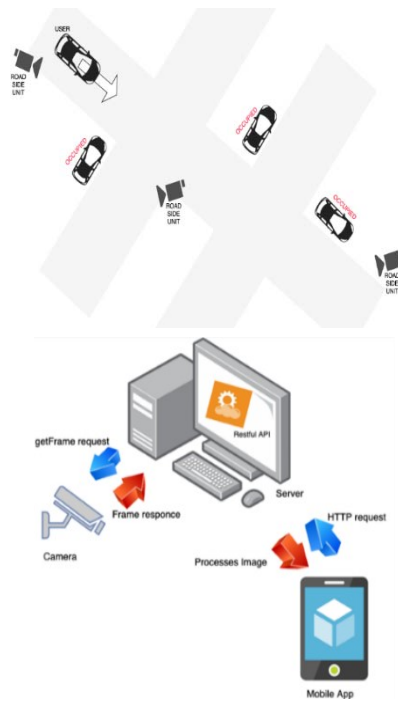 USER
ROAD
SIDE
UNIT
OCCUPIED
OCCUPIED
ROAD
SIDE
UNIT
OCCUPIED
ROAD
SIDE
UNIT
Restful API
getFrame request
Server
Frame responce
HTTP request
Camera
Processes Image
Mobile App